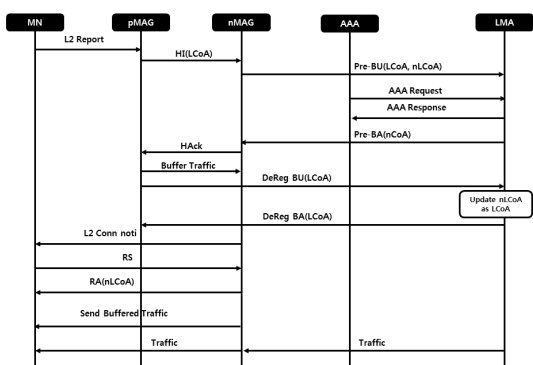 MN
pMAG
nMAG
AAA
LMA
L2 Report
HI(LCoA)
Pre-BU(LCoA, nLCoA)
AAA Request
AAA Response
Pre-BA(nCoA)
HAck
Buffer Traffic
DeReg BU(LCoA)
Update nLCoA
as LCoA
DeReg BA(LCoA)
L2 Conn noti
RS
RA(nLCoA)
Send Buffered Traffic
Traffic
Traffic